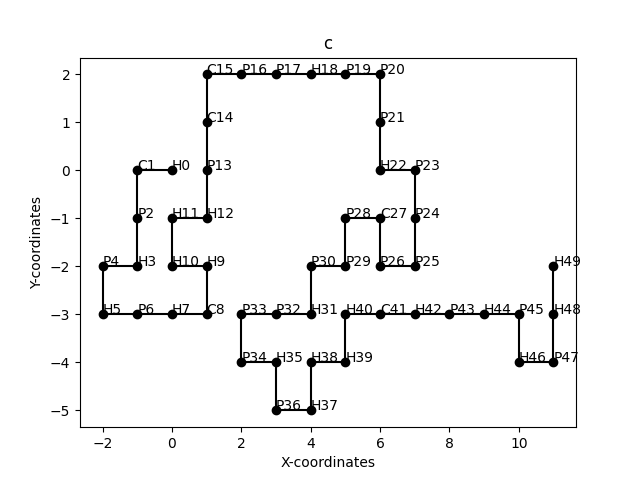 c
2 C15 P16 P17 H18 P19 P20
1 C14 P21
0 C1 H0 P13 H22 P23
−1 P2 H11 H12 P28 C27 P24
−2 P4 H3 H10 H9 P30 P29 P26 P25 H49
−3 H5 P6 H7 C8 P33 P32 H31 H40 C41 H42 P43 H44 P45 H48
−4 P34 H35 H38 H39 H46 P47
−5 P36 H37
−2 0 2 4 6 8 10
X-coordinates
Y-coordinates